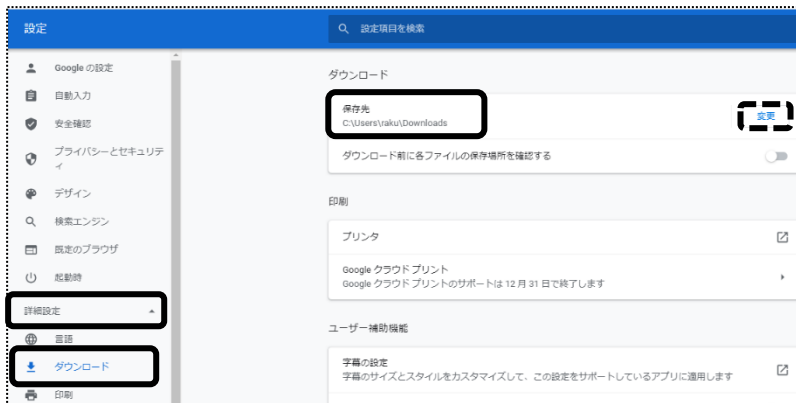 設定
設定項目を検索
Google の設定
自動入力
安全確認
プライバシーとセキュリテ
ィ
デザイン
検索エンジン
既定のブラウザ
起動時
詳細設定
言語
ダウンロード
印刷
ダウンロード
保存先
C:\Users\raku\Downloads
変更
ダウンロード前に各ファイルの保存場所を確認する
印刷
プリンタ
Google クラウド プリント
Google クラウド プリントのサポートは 12 月 31 日で終了します
ユーザー補助機能
字幕の設定
字幕のサイズとスタイルをカスタマイズして、この設定をサポートしているアプリに適用します